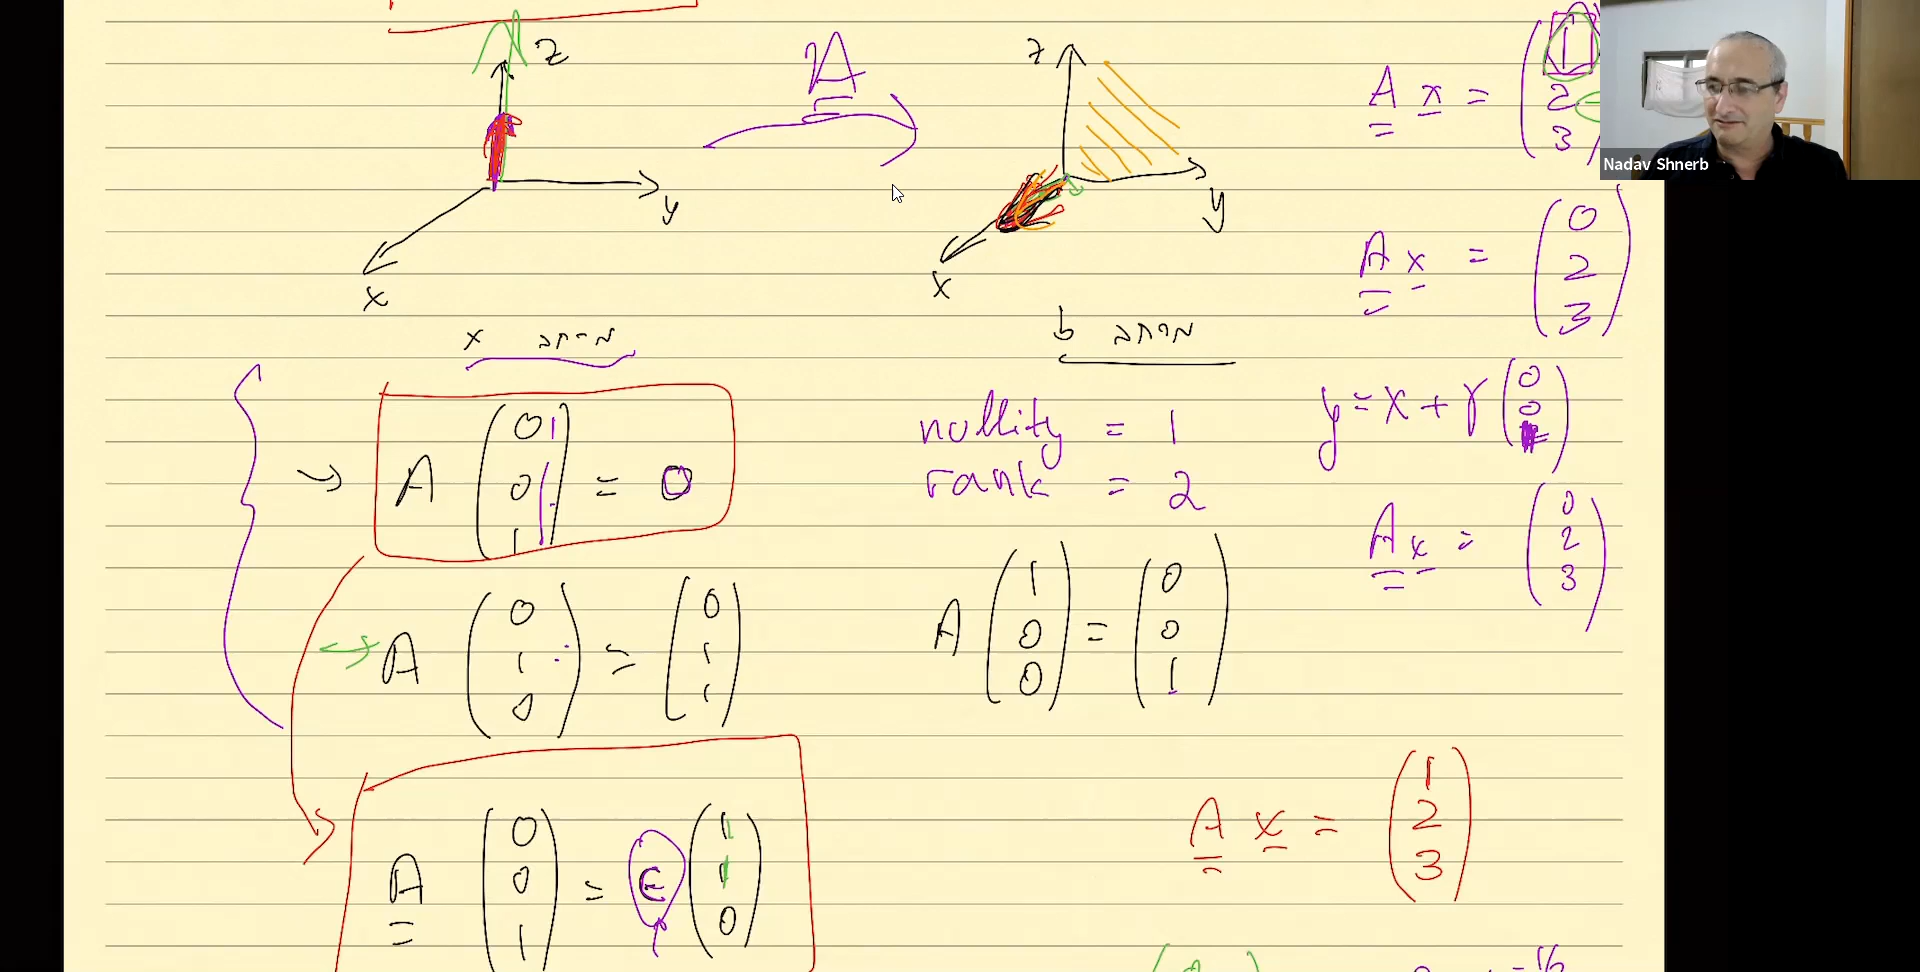 z
A
z
A x = ( 1 2 3 )
Nadav Shnerb
y
y
x
x
A x = ( 0 2 3 )
מרחב x
מרחב b
A ( 0 0 1 ) = 0
nullity = 1
rank = 2
y = x + γ ( 0 0
A x = ( 0 2 3 )
A ( 0 1 0 ) = ( 0 1 1 )
A ( 1 0 0 ) = ( 0 0 1 )
A ( 0 0 1 ) = ϵ ( 1 1 0 )
A x = ( 1 2 3 )